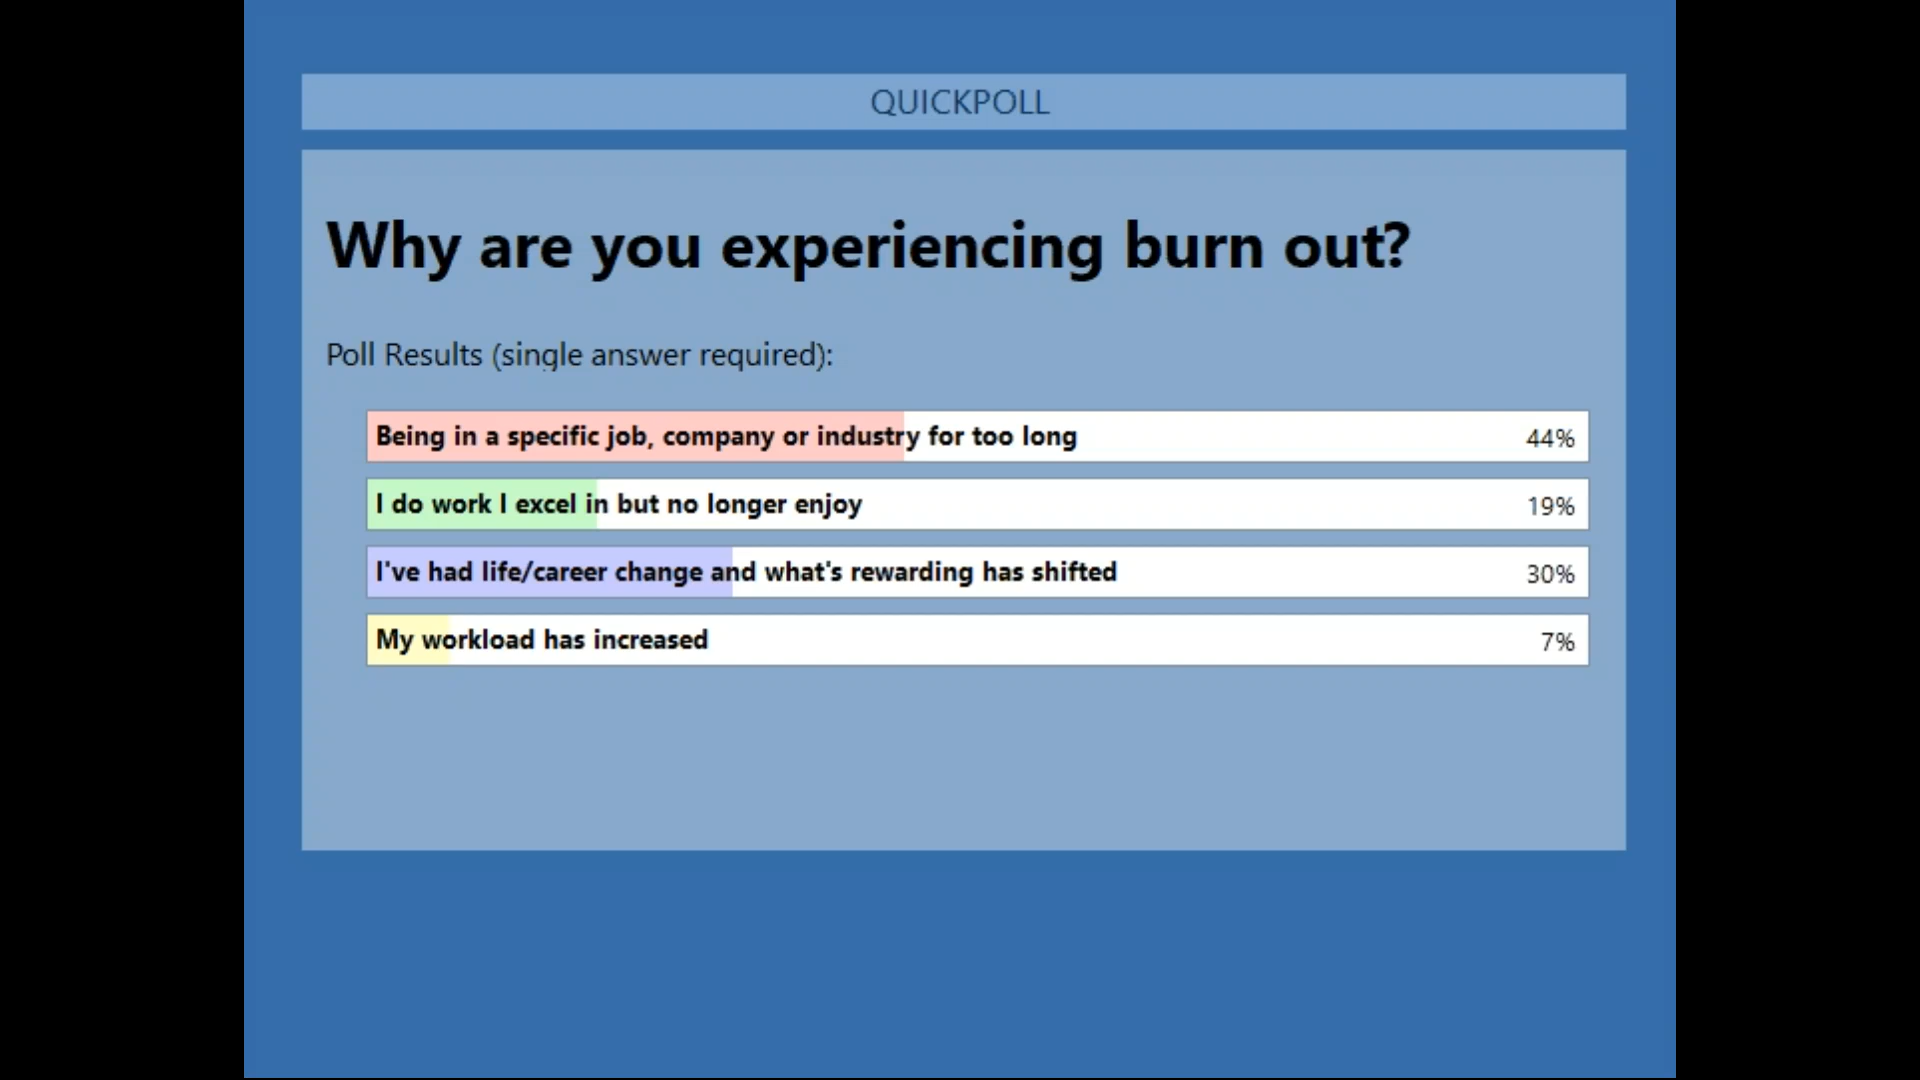 QUICKPOLL
Why are you experiencing burn out?
Poll Results (single answer required):
Being in a specific job, company or industry for too long 44%
I do work I excel in but no longer enjoy 19%
I've had life/career change and what's rewarding has shifted 30%
My workload has increased 7%